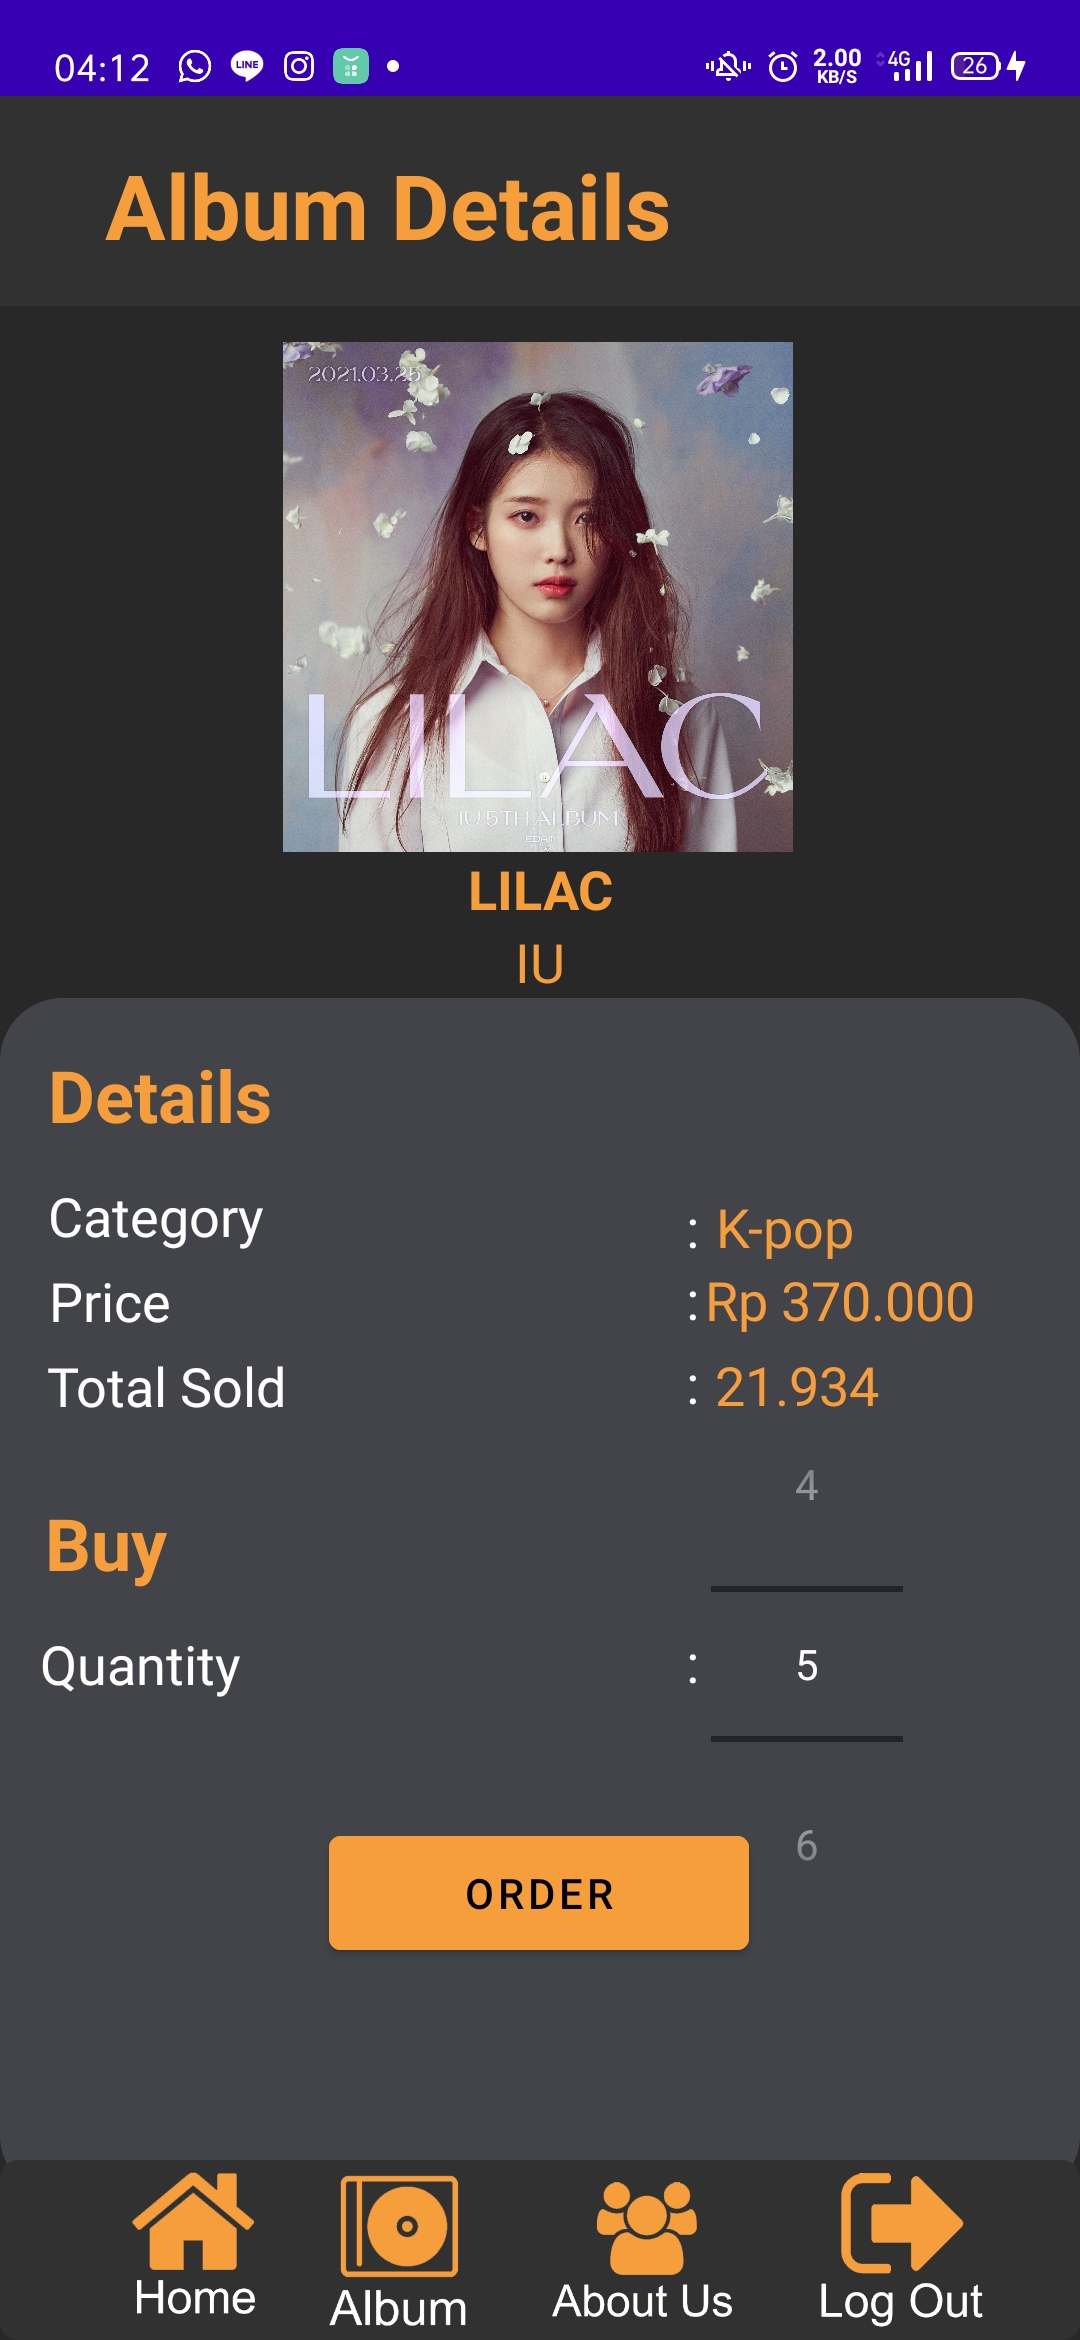 04:12 LINE 2.00 KB/S 4G 26
Album Details
2021.03.25
LILAC
IU 5TH ALBUM
EDAM
LILAC
IU
Details
Category : K-pop
Price : Rp 370.000
Total Sold : 21.934
4
Buy
Quantity : 5
6
ORDER
Home Album About Us Log Out